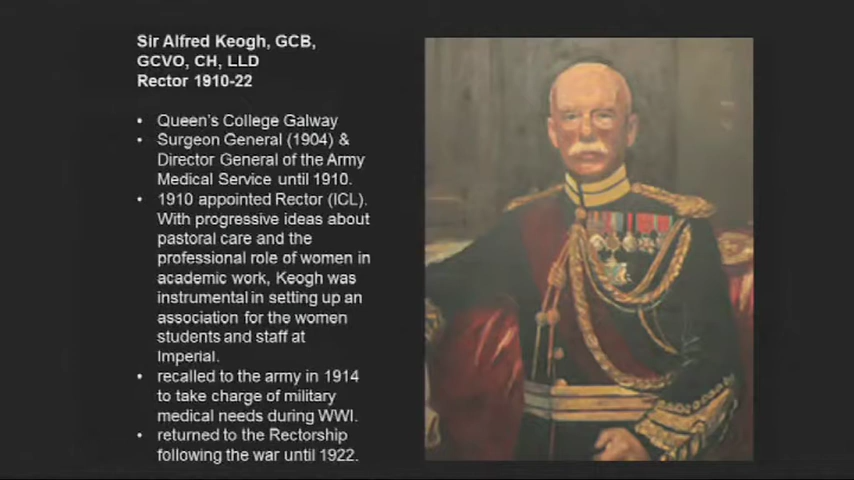 Sir Alfred Keogh, GCB,
GCVO, CH, LLD
Rector 1910-22
• Queen's College Galway
• Surgeon General (1904) &
Director General of the Army
Medical Service until 1910.
• 1910 appointed Rector (ICL).
With progressive ideas about
pastoral care and the
professional role of women in
academic work, Keogh was
instrumental in setting up an
association for the women
students and staff at
Imperial.
• recalled to the army in 1914
to take charge of military
medical needs during WWI.
• returned to the Rectorship
following the war until 1922.